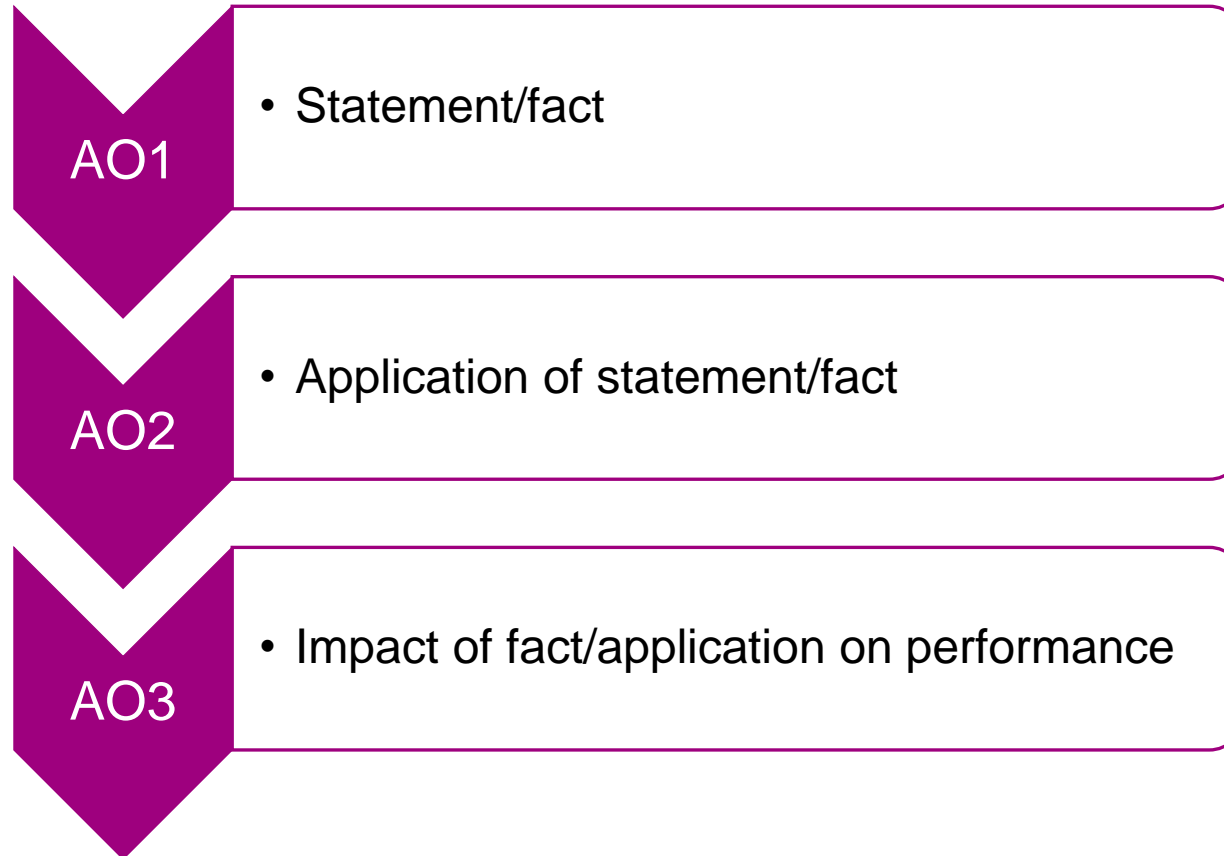 AO1
• Statement/fact
AO2
• Application of statement/fact
AO3
• Impact of fact/application on performance